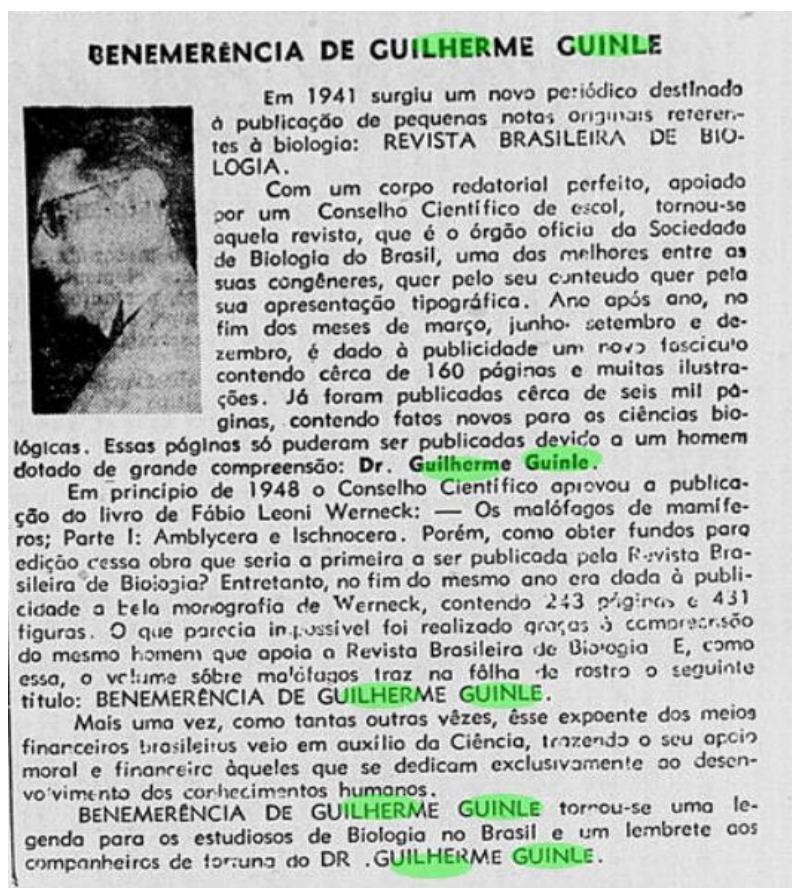 BENEMERÊNCIA DE GUILHERME GUINLE
Em 1941 surgiu um novo periódico destinado
à publicação de pequenas notas originais referen-
tes à biologia: REVISTA BRASILEIRA DE BIO-
LOGIA.
Com um corpo redatorial perfeito, apoiado
por um Conselho Científico de escol, tornou-se
aquela revista, que é o órgão oficia da Sociedade
de Biologia do Brasil, uma das melhores entre as
suas congêneres, quer pelo seu conteudo quer pela
sua apresentação tipográfica. Ano após ano, no
fim dos meses de março, junho, setembro e de-
zembro, é dado à publicidade um novo fasciculo
contendo cêrca de 160 páginas e muitas ilustra-
ções. Já foram publicadas cêrca de seis mil pá-
ginas, contendo fatos novos para as ciências bio-
lógicas. Essas páginas só puderam ser publicadas devido a um homem
dotado de grande compreensão: Dr. Guilherme Guinle.
Em princípio de 1948 o Conselho Científico aprovou a publica-
ção do livro de Fábio Leoni Werneck: — Os malófagos de mamife-
ros; Parte I: Amblycera e Ischnocera. Porém, como obter fundos para
edição dessa obra que seria a primeira a ser publicada pela Revista Bra-
sileira de Biologia? Entretanto, no fim do mesmo ano era dada à publi-
cidade a bela monografia de Werneck, contendo 243 páginas e 431
figuras. O que parecia impossivel foi realizado graças à compreensão
do mesmo homem que apoia a Revista Brasileira de Biologia E, como
essa, o volume sôbre malófagos traz na fôlha de rostro o seguinte
título: BENEMERÊNCIA DE GUILHERME GUINLE.
Mais uma vez, como tantas outras vêzes, êsse expoente dos meios
financeiros brasileiros veio em auxílio da Ciência, trazendo o seu apoio
moral e financeiro àqueles que se dedicam exclusivamente ao desen-
volvimento dos conhecimentos humanos.
BENEMERÊNCIA DE GUILHERME GUINLE tornou-se uma le-
genda para os estudiosos de Biologia no Brasil e um lembrete aos
companheiros de fortuna do DR .GUILHERME GUINLE.